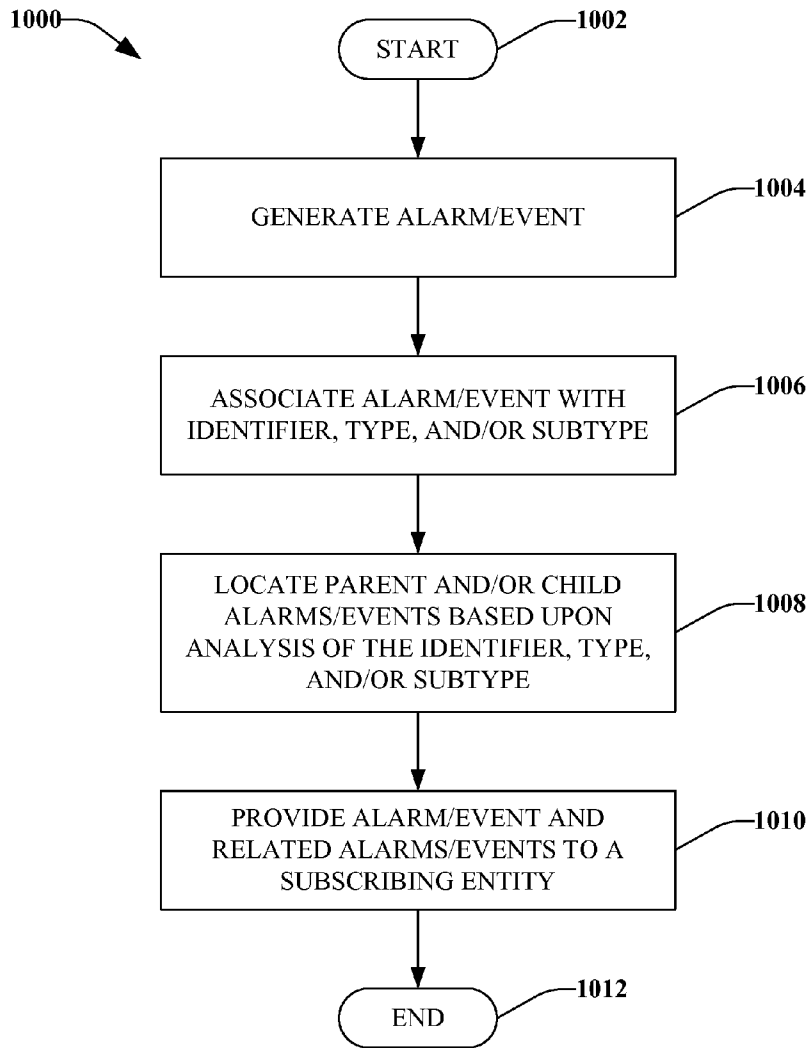 1000
START
1002
GENERATE ALARM/EVENT
1004
ASSOCIATE ALARM/EVENT WITH
IDENTIFIER, TYPE, AND/OR SUBTYPE
1006
LOCATE PARENT AND/OR CHILD
ALARMS/EVENTS BASED UPON
ANALYSIS OF THE IDENTIFIER, TYPE,
AND/OR SUBTYPE
1008
PROVIDE ALARM/EVENT AND
RELATED ALARMS/EVENTS TO A
SUBSCRIBING ENTITY
1010
END
1012